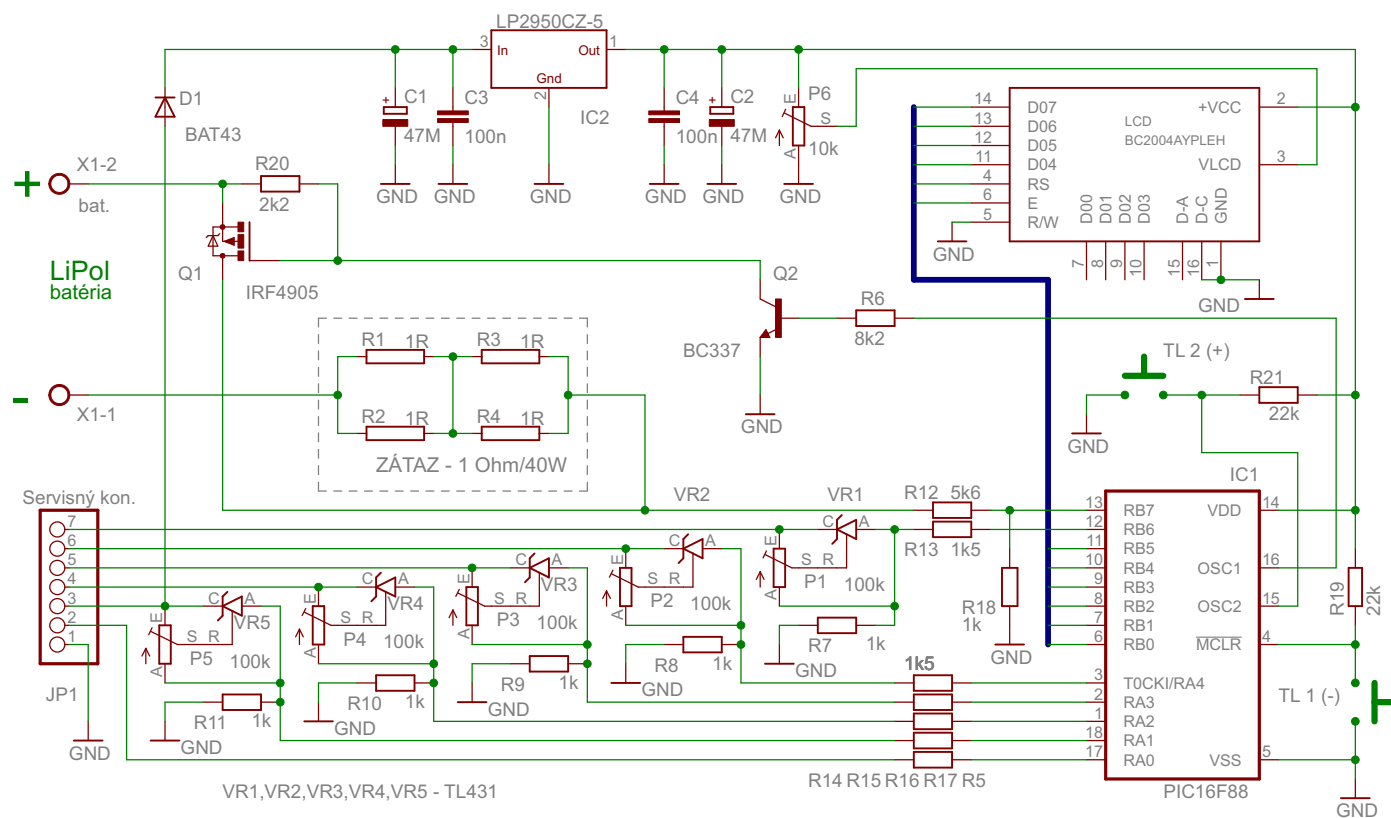 LP2950CZ-5
3 In Out 1
Gnd
2
IC2
D1
BAT43
+ C1
47M
C3
100n
C4
100n
+ C2
47M
E P6
S
A 10k
GND GND GND GND GND GND
14 D07
13 D06
12 D05
11 D04
4 RS
6 E
5 R/W
LCD
BC2004AYPLEH
+VCC 2
VLCD 3
D00 D01 D02 D03 D-A D-C GND
7 8 9 10 15 16 1
GND
GND
+ X1-2
bat.
R20
2k2
Q1
IRF4905
LiPol
batéria
Q2
BC337
R6
8k2
GND
- X1-1
R1 1R R3 1R
R2 1R R4 1R
ZÁTAZ - 1 Ohm/40W
TL 2 (+)
R21
22k
GND
Servisný kon.
7
6
5
4
3
2
1
JP1
GND
VR2 VR1
C A
E
S R
P1 100k
A
R7 1k
GND
C A
E
S R
P2 100k
A
R8 1k
GND
C A
VR3
E
S R
P3 100k
A
R9 1k
GND
C A
VR4
E
S R
P4 100k
A
R10 1k
GND
C A
VR5
E
S R
P5 100k
A
R11 1k
GND
R12 5k6
R13 1k5
R18
1k
GND
1k5
R14 R15 R16 R17 R5
IC1
13 RB7
12 RB6
11 RB5
10 RB4
9 RB3
8 RB2
7 RB1
6 RB0
3 T0CKI/RA4
2 RA3
1 RA2
18 RA1
17 RA0
VDD 14
OSC1 16
OSC2 15
MCLR 4
VSS 5
PIC16F88
R19
22k
TL 1 (-)
GND
VR1,VR2,VR3,VR4,VR5 - TL431